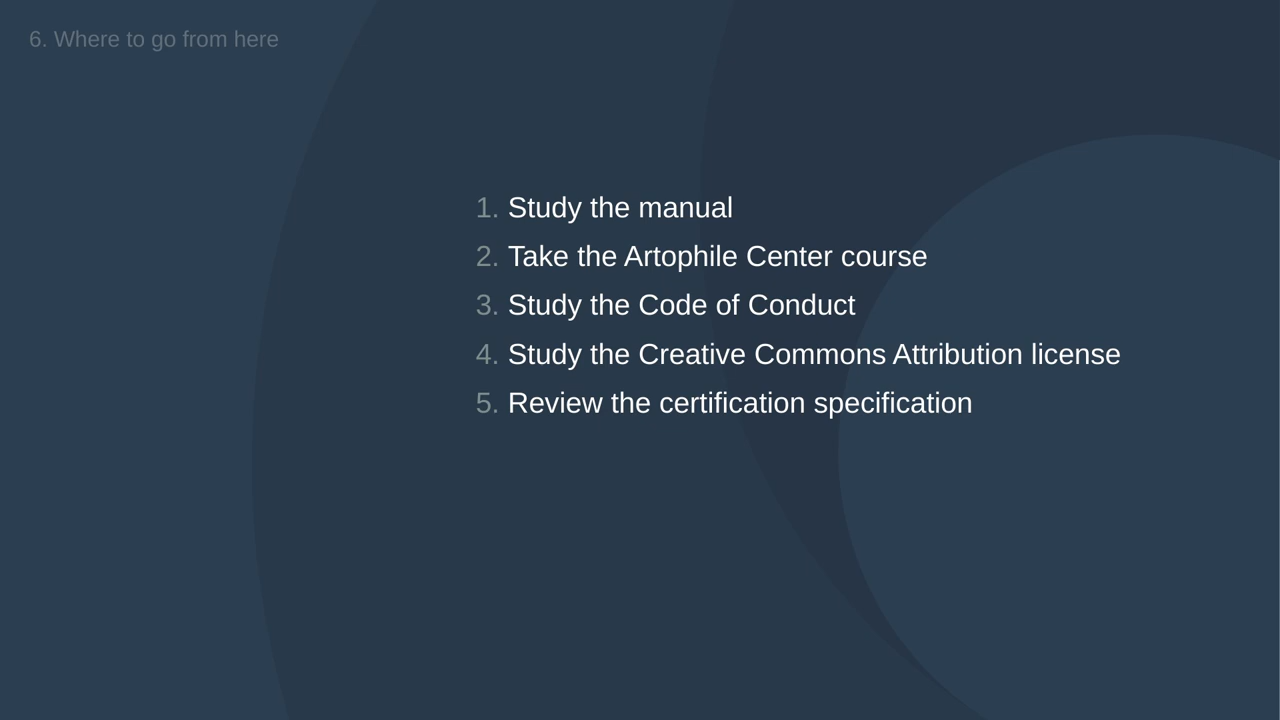 6. Where to go from here
1. Study the manual
2. Take the Artophile Center course
3. Study the Code of Conduct
4. Study the Creative Commons Attribution license
5. Review the certification specification